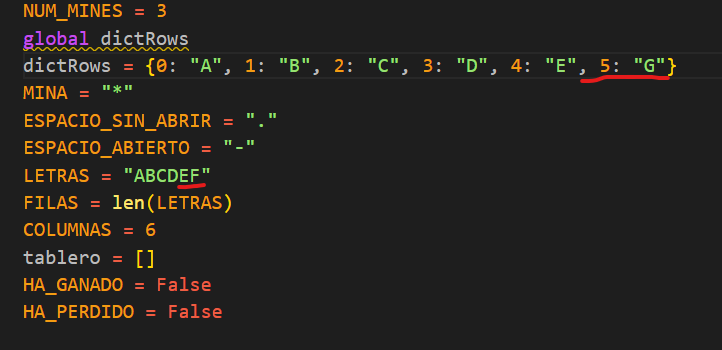 NUM_MINES = 3
global dictRows
dictRows = {0: "A", 1: "B", 2: "C", 3: "D", 4: "E", 5: "G"}
MINA = "*"
ESPACIO_SIN_ABRIR = "."
ESPACIO_ABIERTO = "-"
LETRAS = "ABCDEF"
FILAS = len(LETRAS)
COLUMNAS = 6
tablero = []
HA_GANADO = False
HA_PERDIDO = False